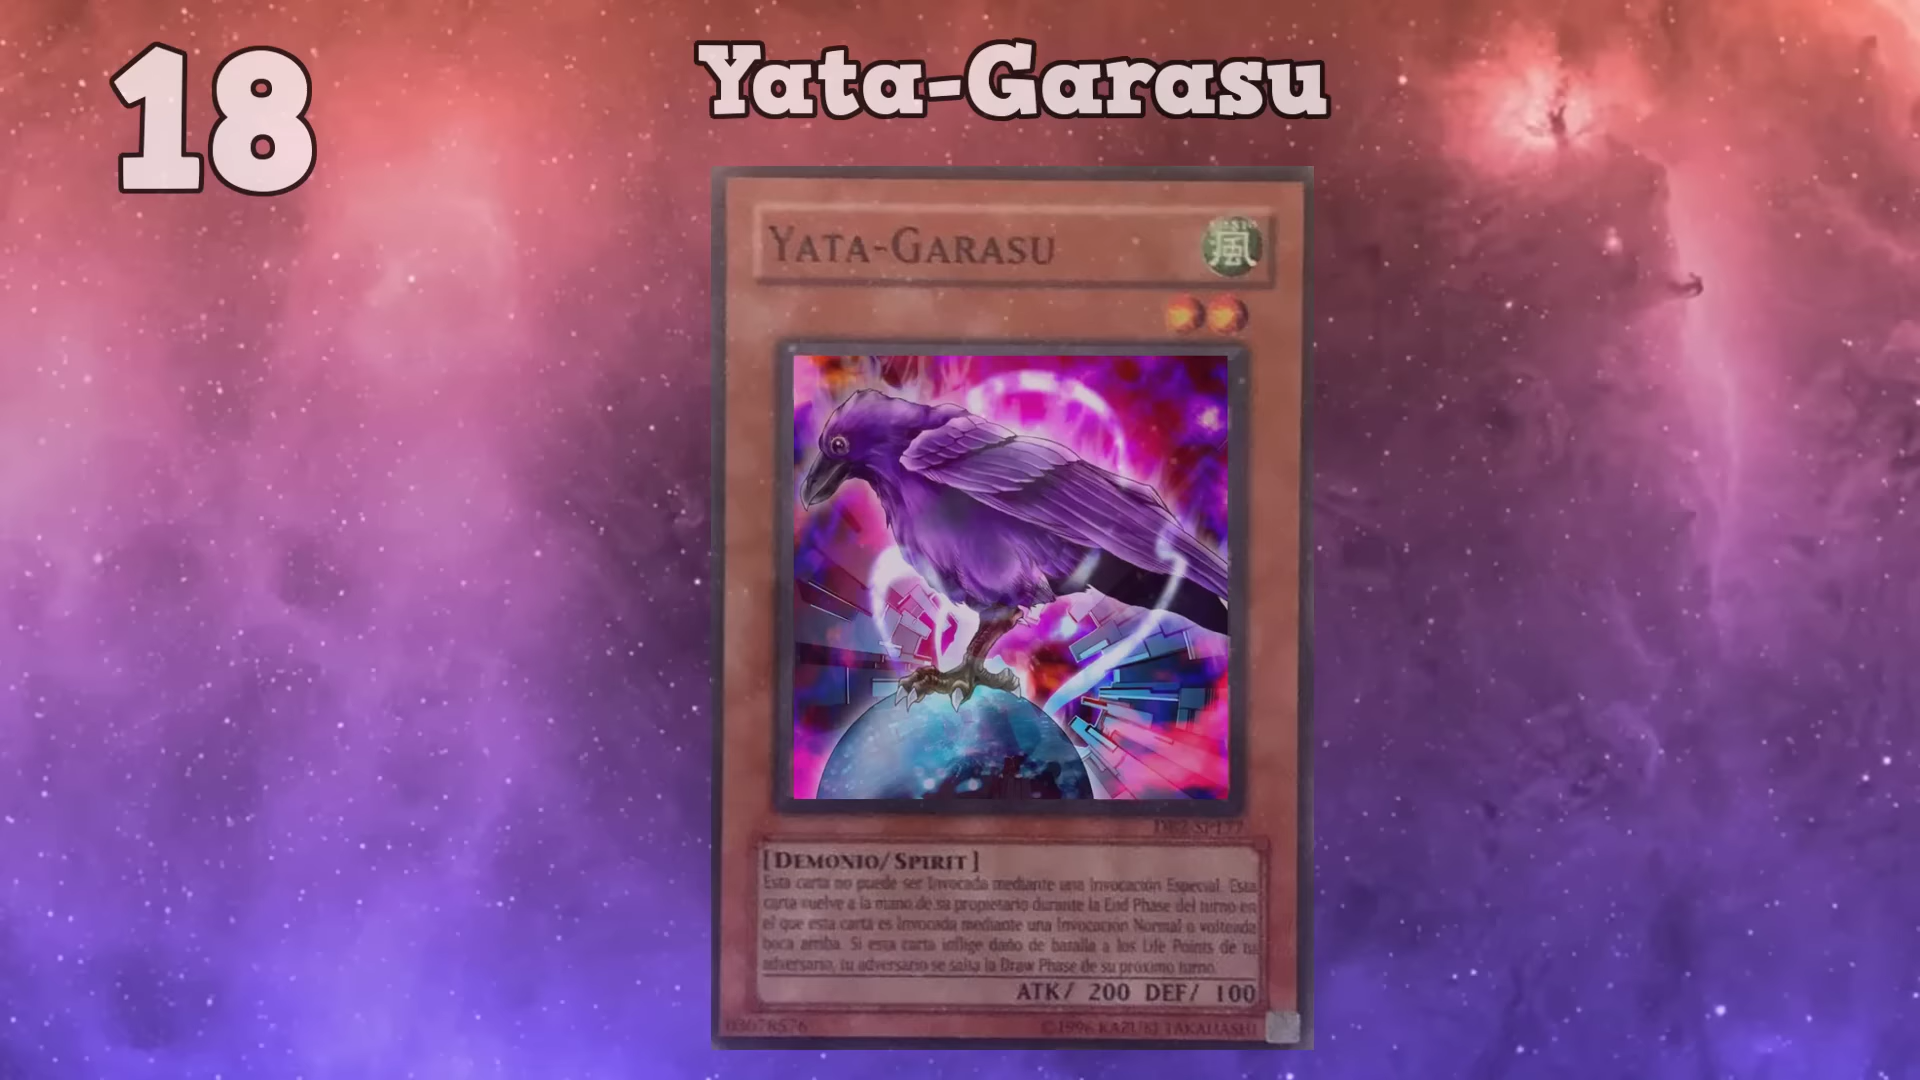 18
Yata-Garasu
YATA-GARASU
風
DB2-SP177
[DEMONIO/SPIRIT]
Esta carta no puede ser Invocada mediante una Invocación Especial. Esta
carta vuelve a la mano de su propietario durante la End Phase del turno en
el que esta carta es Invocada mediante una Invocación Normal o volteada
boca arriba. Si esta carta inflige daño de batalla a los Life Points de tu
adversario, tu adversario se salta la Draw Phase de su próximo turno.
ATK/ 200 DEF/ 100
03078576
©1996 KAZUKI TAKAHASHI